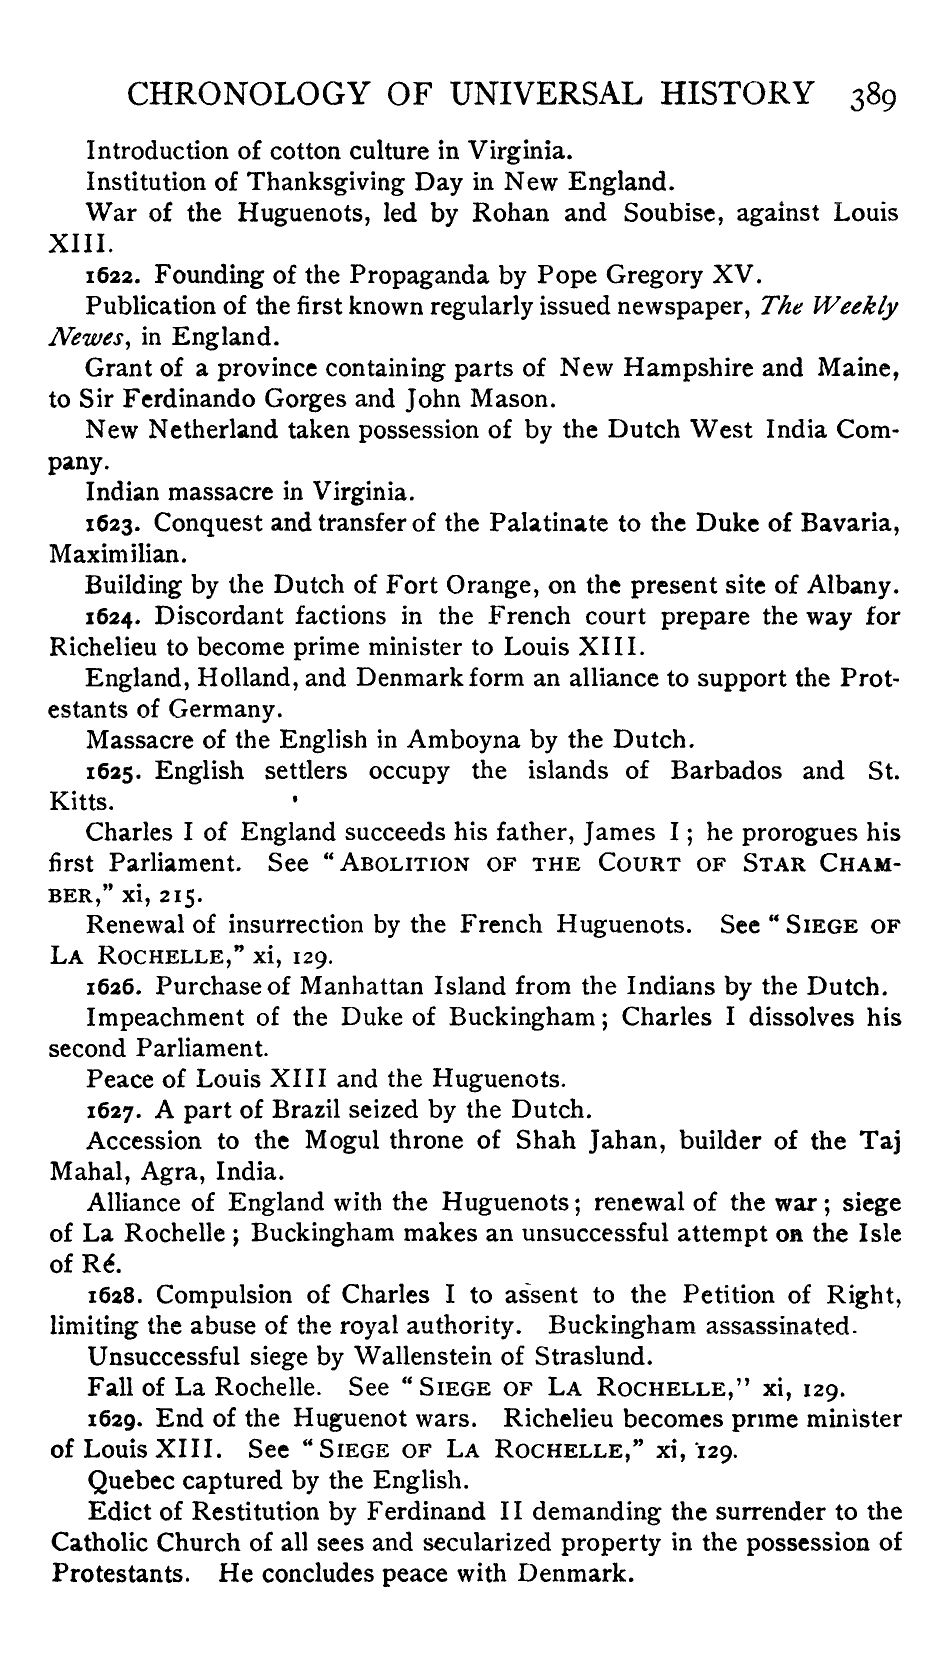 CHRONOLOGY OF UNIVERSAL HISTORY 389
Introduction of cotton culture in Virginia.
Institution of Thanksgiving Day in New England.
War of the Huguenots, led by Rohan and Soubise, against Louis
XIII.
1622. Founding of the Propaganda by Pope Gregory XV.
Publication of the first known regularly issued newspaper, The Weekly
Newes, in England.
Grant of a province containing parts of New Hampshire and Maine,
to Sir Ferdinando Gorges and John Mason.
New Netherland taken possession of by the Dutch West India Com-
pany.
Indian massacre in Virginia.
1623. Conquest and transfer of the Palatinate to the Duke of Bavaria,
Maximilian.
Building by the Dutch of Fort Orange, on the present site of Albany.
1624. Discordant factions in the French court prepare the way for
Richelieu to become prime minister to Louis XIII.
England, Holland, and Denmark form an alliance to support the Prot-
estants of Germany.
Massacre of the English in Amboyna by the Dutch.
1625. English settlers occupy the islands of Barbados and St.
Kitts.
Charles I of England succeeds his father, James I; he prorogues his
first Parliament. See "ABOLITION OF THE COURT OF STAR CHAM-
BER," xi, 215.
Renewal of insurrection by the French Huguenots. See "SIEGE OF
LA ROCHELLE," xi, 129.
1626. Purchase of Manhattan Island from the Indians by the Dutch.
Impeachment of the Duke of Buckingham; Charles I dissolves his
second Parliament.
Peace of Louis XIII and the Huguenots.
1627. A part of Brazil seized by the Dutch.
Accession to the Mogul throne of Shah Jahan, builder of the Taj
Mahal, Agra, India.
Alliance of England with the Huguenots; renewal of the war; siege
of La Rochelle; Buckingham makes an unsuccessful attempt on the Isle
of Ré.
1628. Compulsion of Charles I to assent to the Petition of Right,
limiting the abuse of the royal authority. Buckingham assassinated.
Unsuccessful siege by Wallenstein of Straslund.
Fall of La Rochelle. See "SIEGE OF LA ROCHELLE," xi, 129.
1629. End of the Huguenot wars. Richelieu becomes prime minister
of Louis XIII. See "SIEGE OF LA ROCHELLE," xi, 129.
Quebec captured by the English.
Edict of Restitution by Ferdinand II demanding the surrender to the
Catholic Church of all sees and secularized property in the possession of
Protestants. He concludes peace with Denmark.